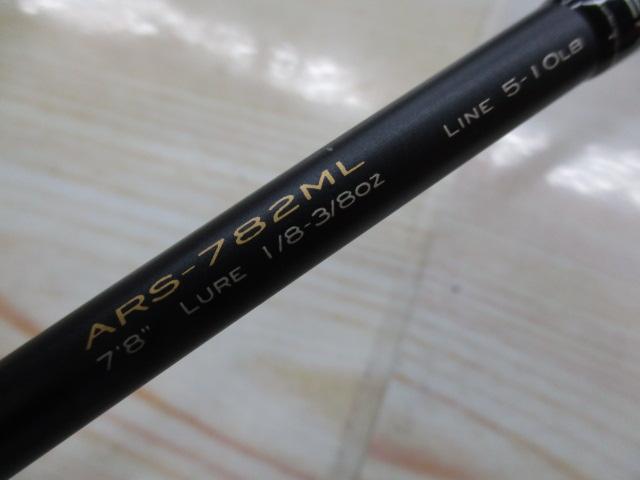 ARS-782ML
7'8" LURE 1/8-3/8OZ LINE 5-10LB